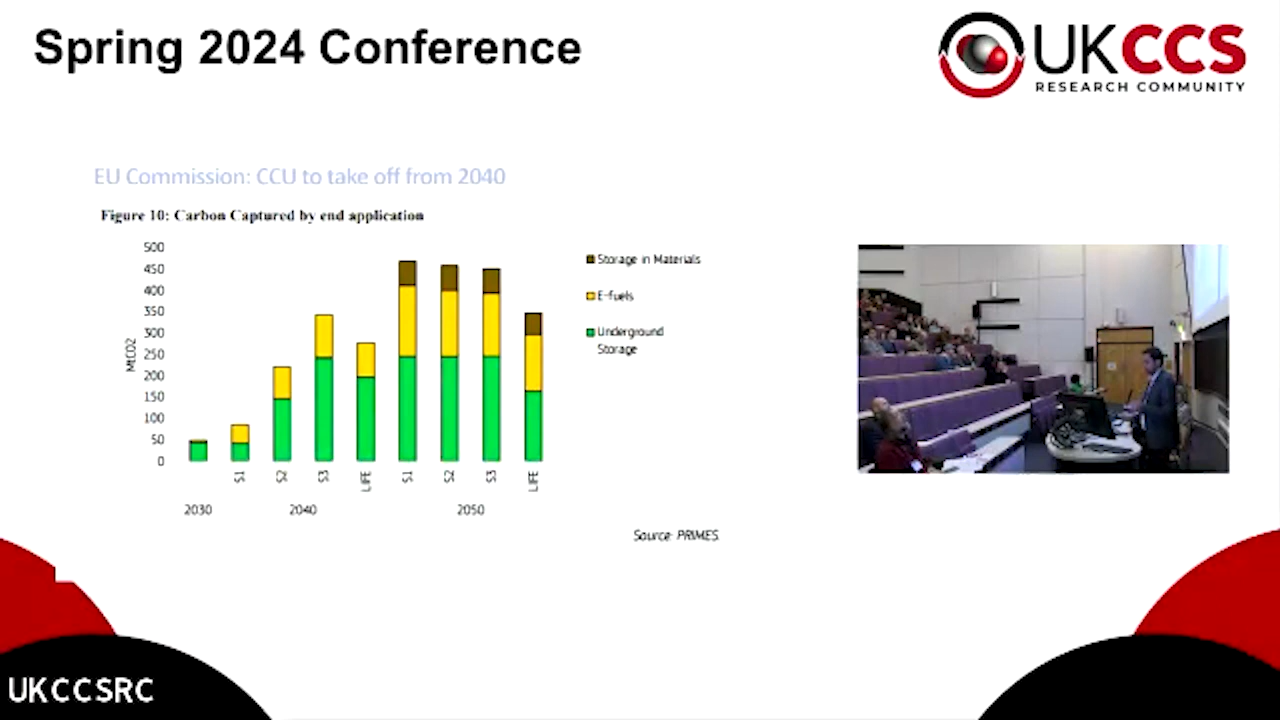 Spring 2024 Conference
UKCCS
RESEARCH COMMUNITY
EU Commission: CCU to take off from 2040
Figure 10: Carbon Captured by end application
500
450
400
350
300
250
200
150
100
50
0
MtCO2
Storage in Materials
E-fuels
Underground
Storage
S1
S2
S3
LIFE
S1
S2
S3
LIFE
2030
2040
2050
Source: PRIMES.
UKCCSRC